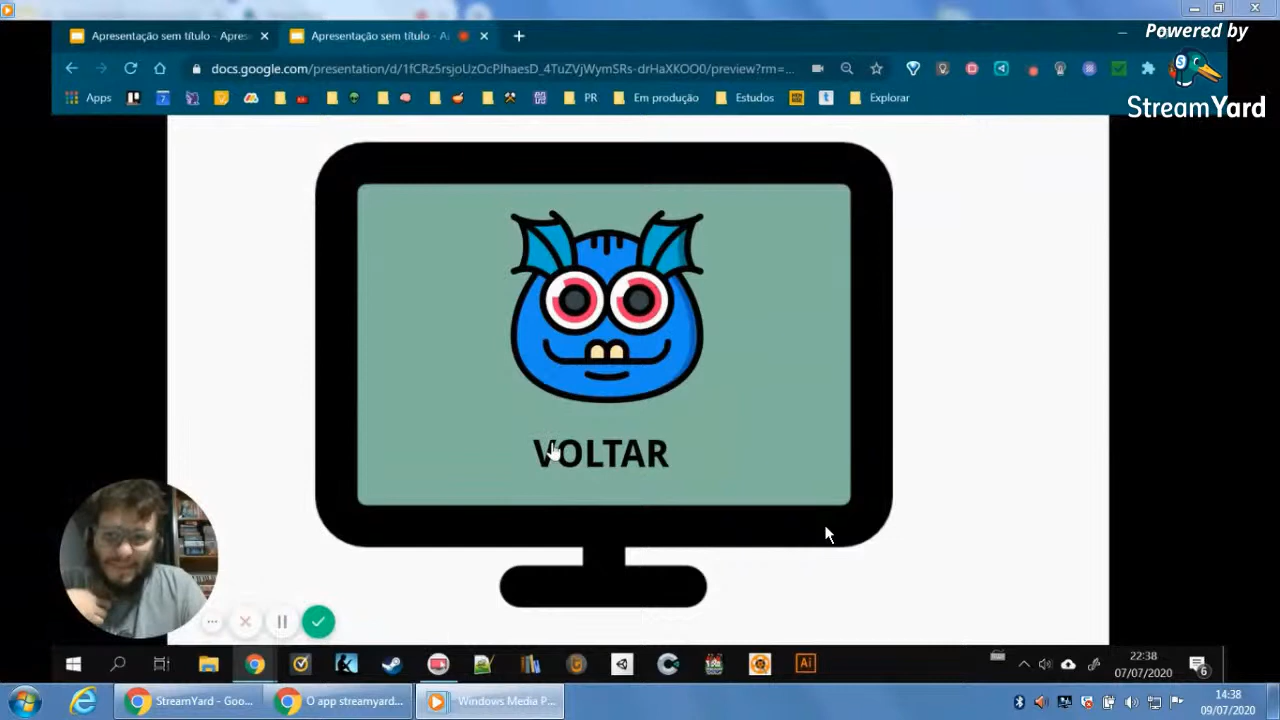 Powered by
StreamYard
Apresentação sem título - Apres
Apresentação sem título - A
docs.google.com/presentation/d/1fCRz5rsjoUzOcPJhaesD_4TuZVjWymSRs-drHaXKOO0/preview?rm=...
Apps
PR
Em produção
Estudos
Explorar
VOLTAR
22:38
07/07/2020
6
StreamYard - Goo...
O app streamyard...
Windows Media P...
14:38
09/07/2020